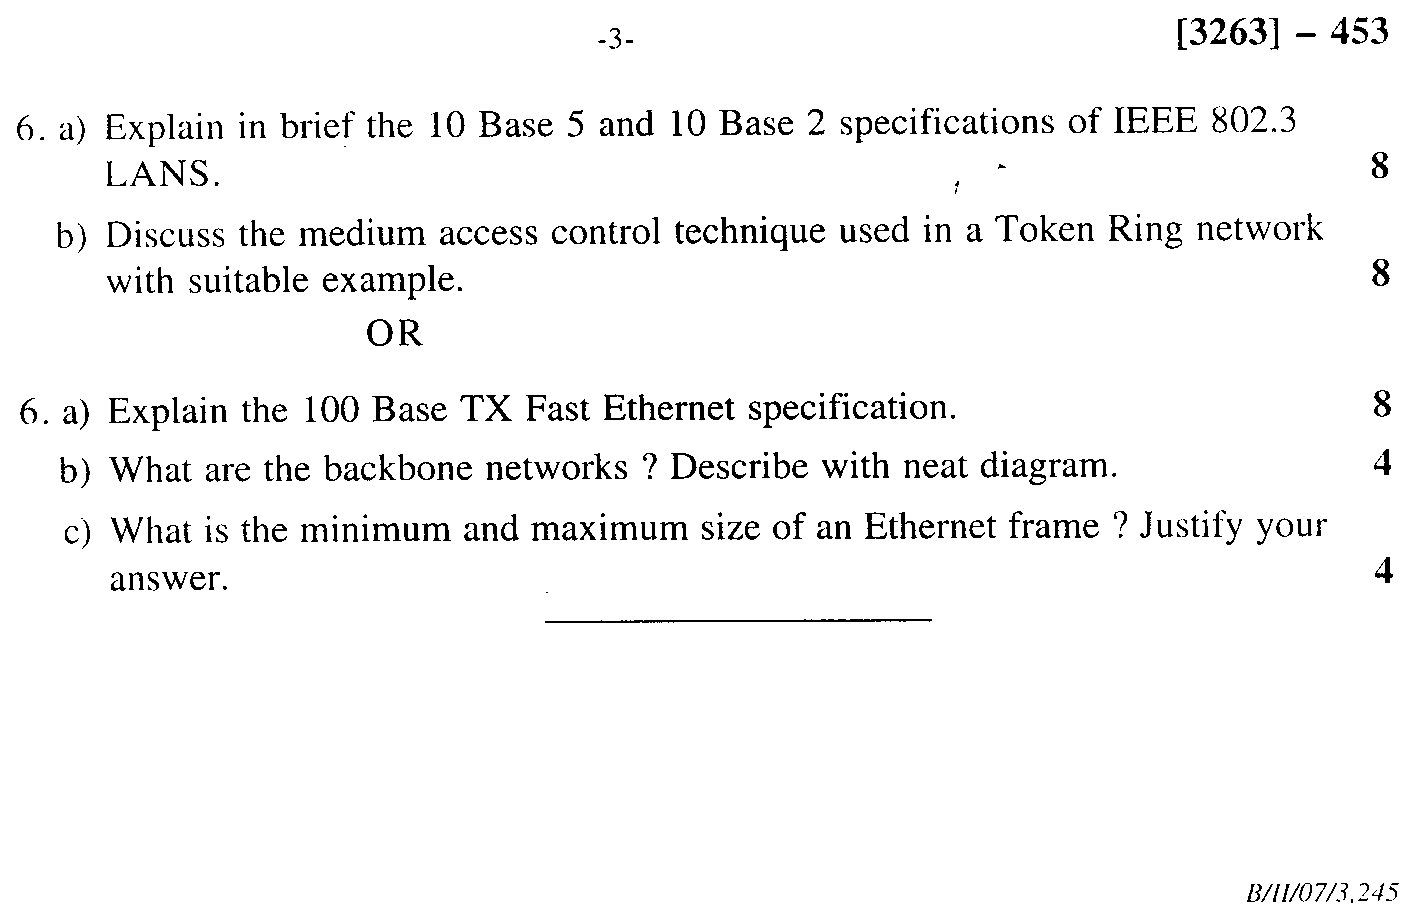 -3-
[3263] – 453
6. a) Explain in brief the 10 Base 5 and 10 Base 2 specifications of IEEE 802.3
LANS. 8
b) Discuss the medium access control technique used in a Token Ring network
with suitable example. 8
OR
6. a) Explain the 100 Base TX Fast Ethernet specification. 8
b) What are the backbone networks ? Describe with neat diagram. 4
c) What is the minimum and maximum size of an Ethernet frame ? Justify your
answer. 4
B/II/07/3,245